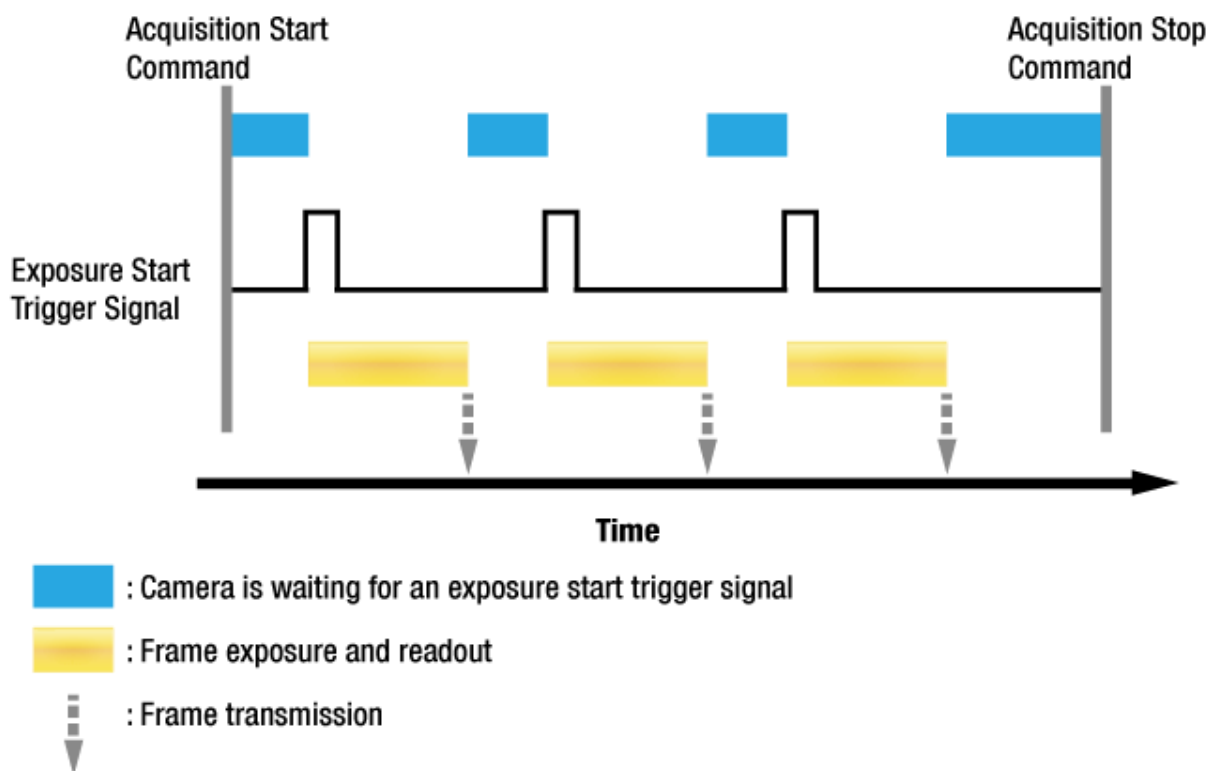 Acquisition Start
Command
Acquisition Stop
Command
Exposure Start
Trigger Signal
Time
: Camera is waiting for an exposure start trigger signal
: Frame exposure and readout
: Frame transmission